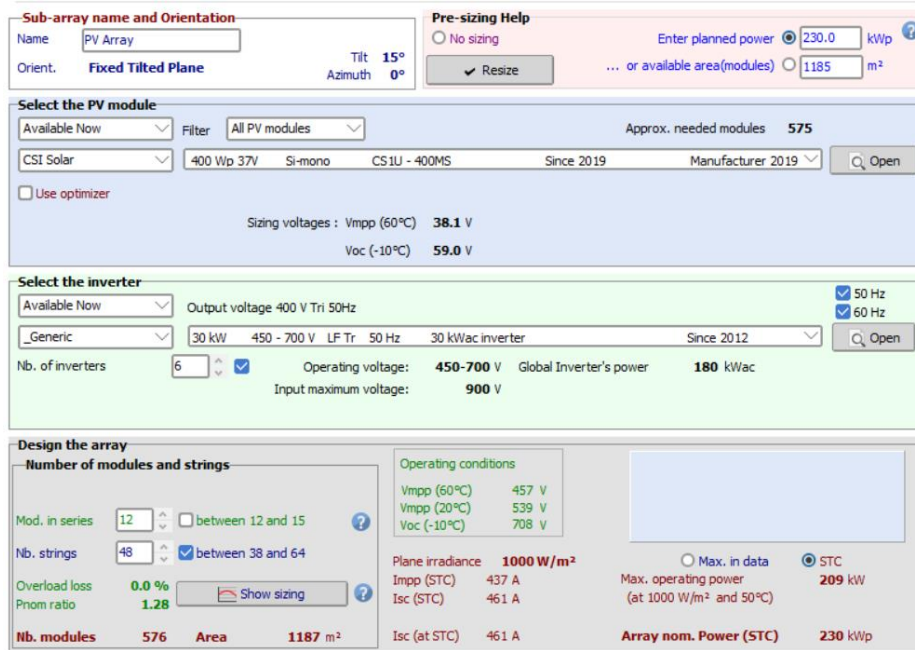 Sub-array name and Orientation
Name PV Array
Orient. Fixed Tilted Plane
Tilt 15°
Azimuth 0°
Pre-sizing Help
No sizing
Enter planned power 230.0 kWp
Resize
... or available area(modules) 1185 m²
?
Select the PV module
Available Now Filter All PV modules Approx. needed modules 575
CSI Solar 400 Wp 37V Si-mono CS1U - 400MS Since 2019 Manufacturer 2019 Open
Use optimizer
Sizing voltages : Vmpp (60°C) 38.1 V
Voc (-10°C) 59.0 V
Select the inverter
Available Now Output voltage 400 V Tri 50Hz
50 Hz
60 Hz
_Generic 30 kW 450 - 700 V LF Tr 50 Hz 30 kWac inverter Since 2012 Open
Nb. of inverters 6 Operating voltage: 450-700 V Global Inverter's power 180 kWac
Input maximum voltage: 900 V
Design the array
Number of modules and strings
Mod. in series 12 between 12 and 15 ?
Nb. strings 48 between 38 and 64
Overload loss 0.0 %
Pnom ratio 1.28
Show sizing ?
Nb. modules 576 Area 1187 m²
Operating conditions
Vmpp (60°C) 457 V
Vmpp (20°C) 539 V
Voc (-10°C) 708 V
Plane irradiance 1000 W/m²
Impp (STC) 437 A
Isc (STC) 461 A
Isc (at STC) 461 A
Max. in data STC
Max. operating power 209 kW
(at 1000 W/m² and 50°C)
Array nom. Power (STC) 230 kWp